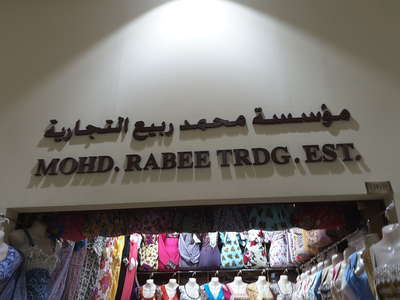 مؤسسة محمد ربيع التجارية
MOHD. RABEE TRDG. EST.